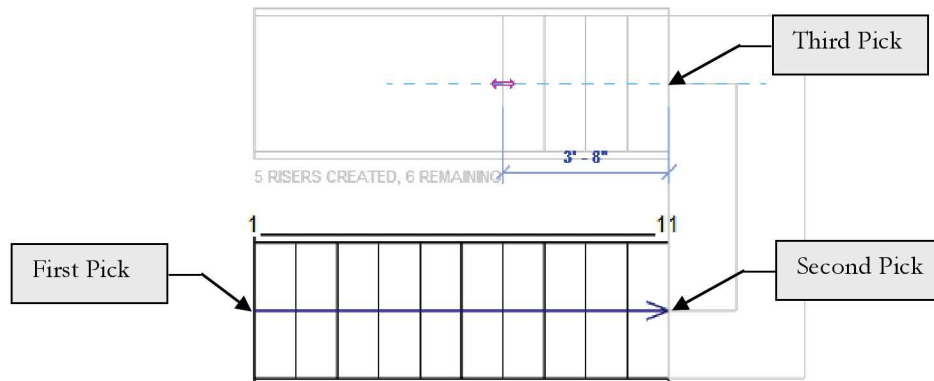 Third Pick
3' - 8"
5 RISERS CREATED, 6 REMAINING
1 11
First Pick
Second Pick